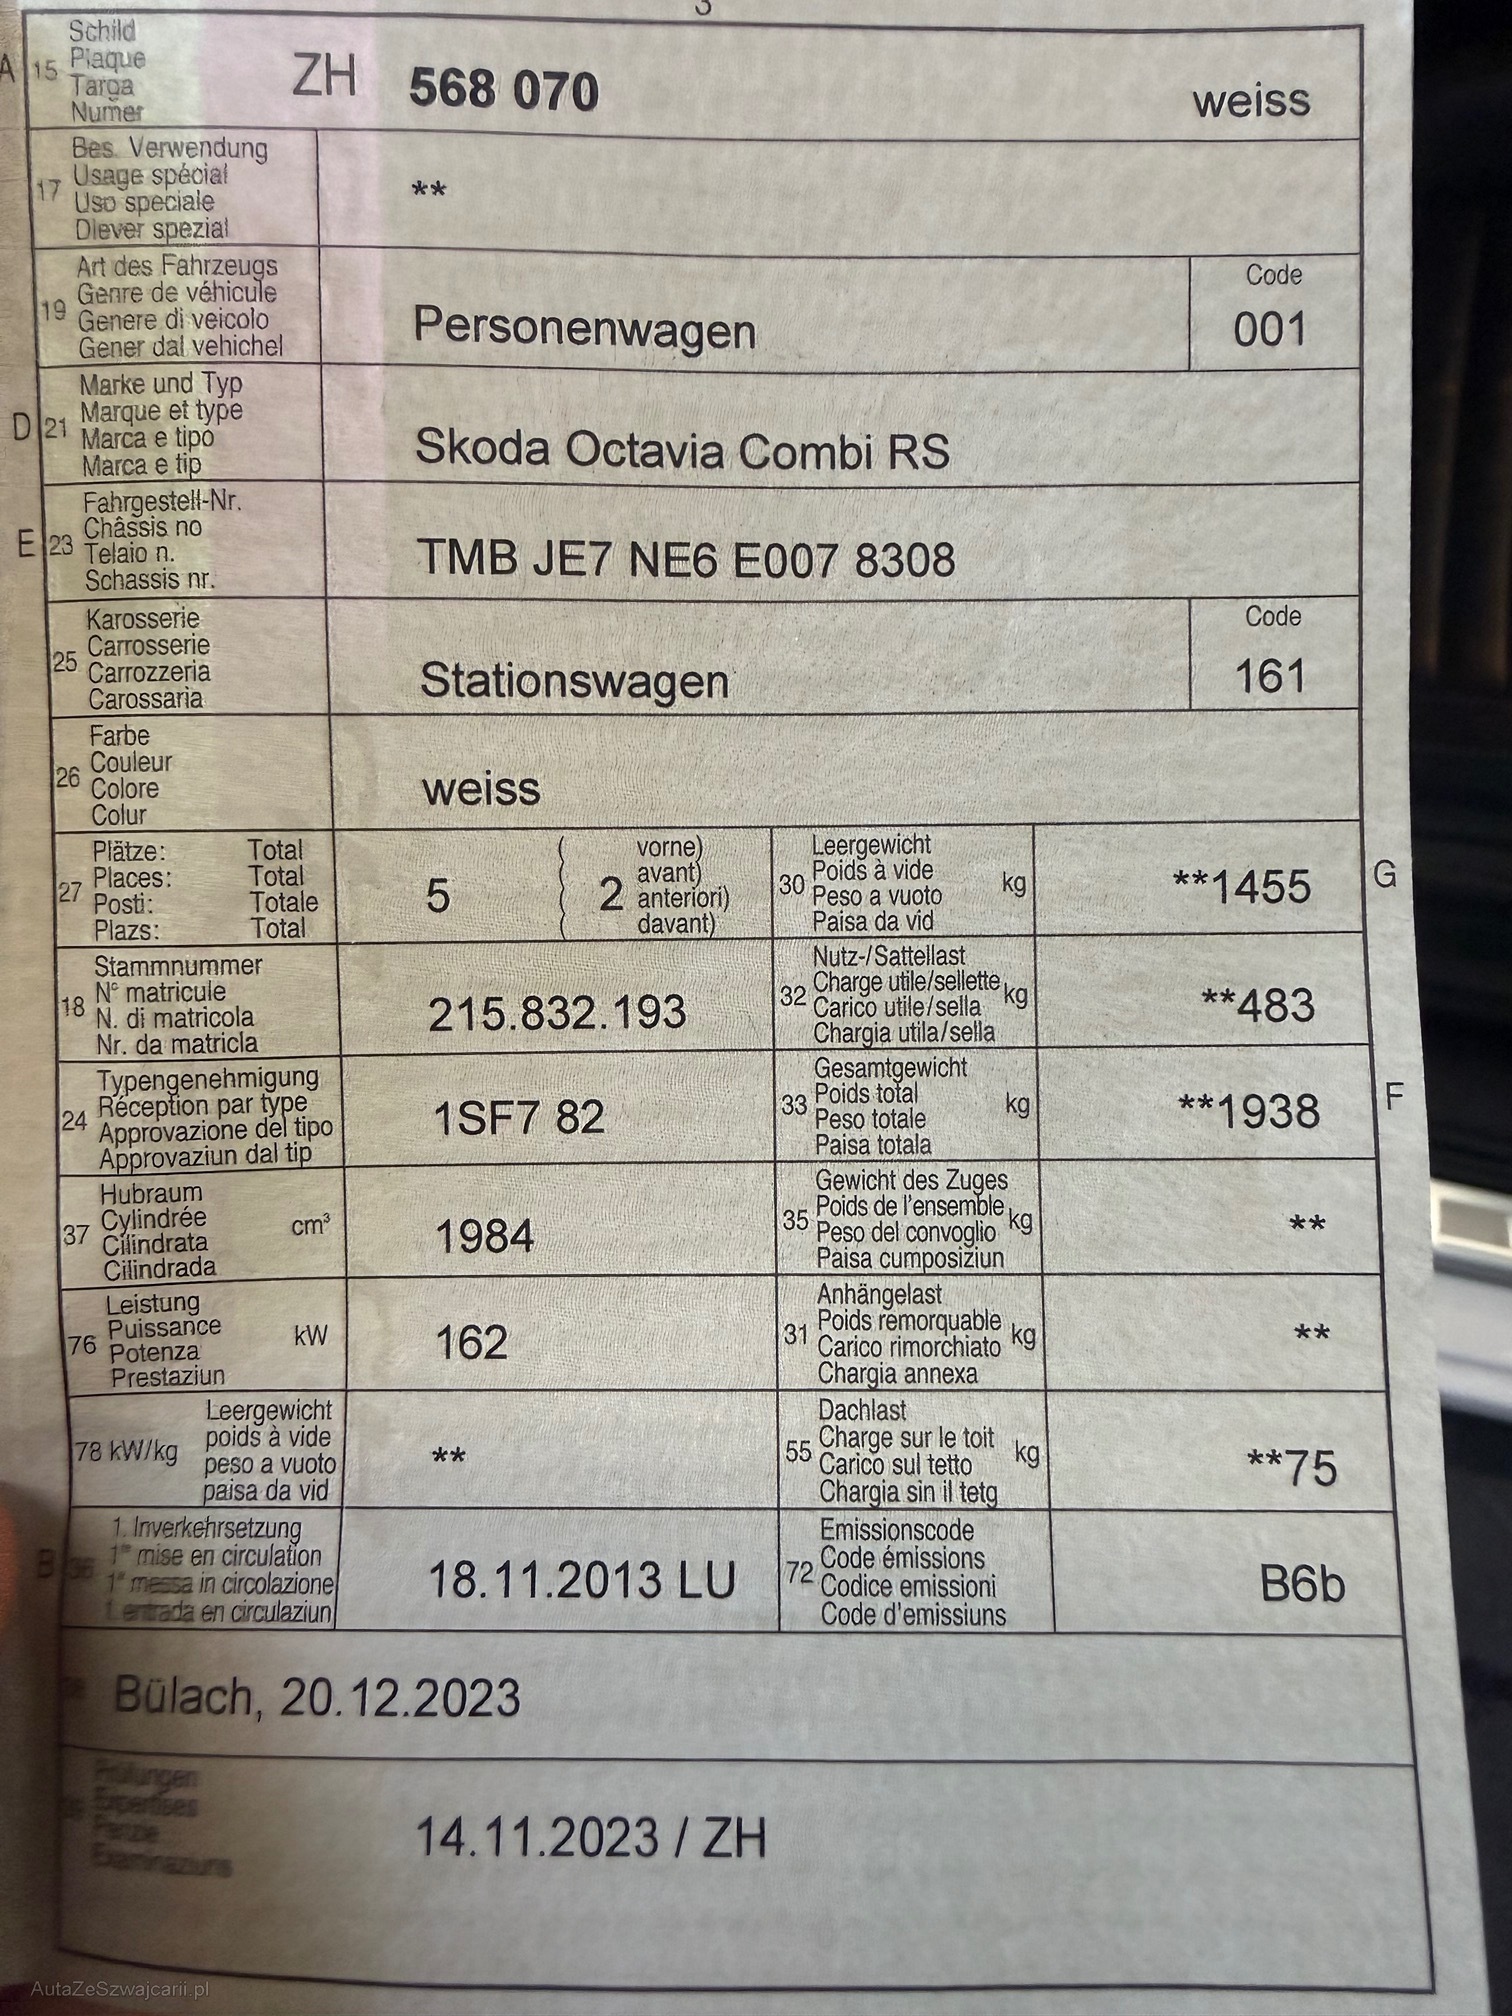 3
A 15 Schild
Plaque
Targa
Numer
ZH 568 070 weiss
17 Bes. Verwendung
Usage spécial
Uso speciale
Diever spezial
**
19 Art des Fahrzeugs
Genre de véhicule
Genere di veicolo
Gener dal vehichel
Personenwagen
Code
001
D 21 Marke und Typ
Marque et type
Marca e tipo
Marca e tip
Skoda Octavia Combi RS
E 23 Fahrgestell-Nr.
Châssis no
Telaio n.
Schassis nr.
TMB JE7 NE6 E007 8308
25 Karosserie
Carrosserie
Carrozzeria
Carossaria
Stationswagen
Code
161
26 Farbe
Couleur
Colore
Colur
weiss
27 Plätze: Total
Places: Total
Posti: Totale
Plazs: Total
5 ( 2 vorne)
avant)
anteriori)
davant)
30 Leergewicht
Poids à vide
Peso a vuoto
Paisa da vid
kg **1455 G
18 Stammnummer
N° matricule
N. di matricola
Nr. da matricla
215.832.193
32 Nutz-/Sattellast
Charge utile/sellette
Carico utile/sella
Chargia utila/sella
kg **483
24 Typengenehmigung
Réception par type
Approvazione del tipo
Approvaziun dal tip
1SF7 82
33 Gesamtgewicht
Poids total
Peso totale
Paisa totala
kg **1938 F
37 Hubraum
Cylindrée
Cilindrata
Cilindrada
cm³ 1984
35 Gewicht des Zuges
Poids de l'ensemble
Peso del convoglio
Paisa cumposiziun
kg **
76 Leistung
Puissance
Potenza
Prestaziun
kW 162
31 Anhängelast
Poids remorquable
Carico rimorchiato
Chargia annexa
kg **
78 kW/kg Leergewicht
poids à vide
peso a vuoto
paisa da vid
**
55 Dachlast
Charge sur le toit
Carico sul tetto
Chargia sin il tetg
kg **75
B 36 1. Inverkehrsetzung
1re mise en circulation
1a messa in circolazione
1. entrada en circulaziun
18.11.2013 LU
72 Emissionscode
Code émissions
Codice emissioni
Code d'emissiuns
B6b
Bülach, 20.12.2023
Prüfungen
Expertises
Perizie
Examinaziuns
14.11.2023 / ZH
AutaZeSzwajcarii.pl